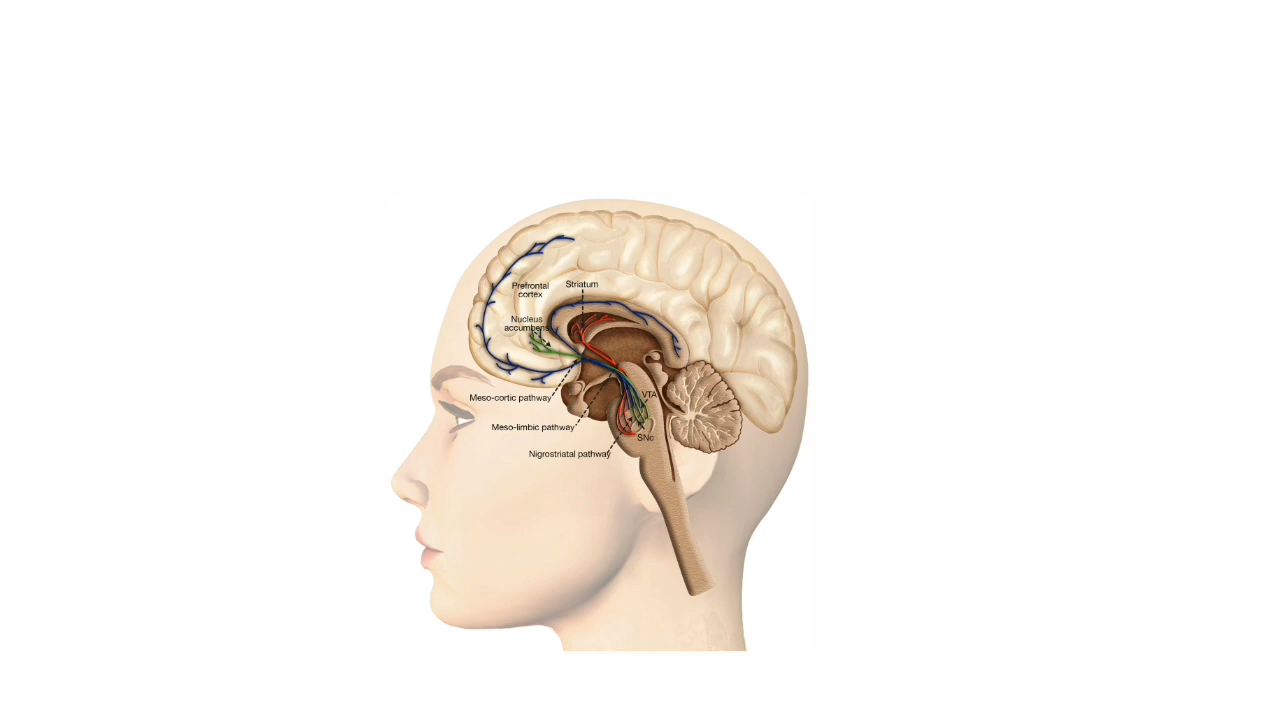 Prefrontal
cortex
Striatum
Nucleus
accumbens
Meso-cortic pathway
VTA
Meso-limbic pathway
SNc
Nigrostriatal pathway